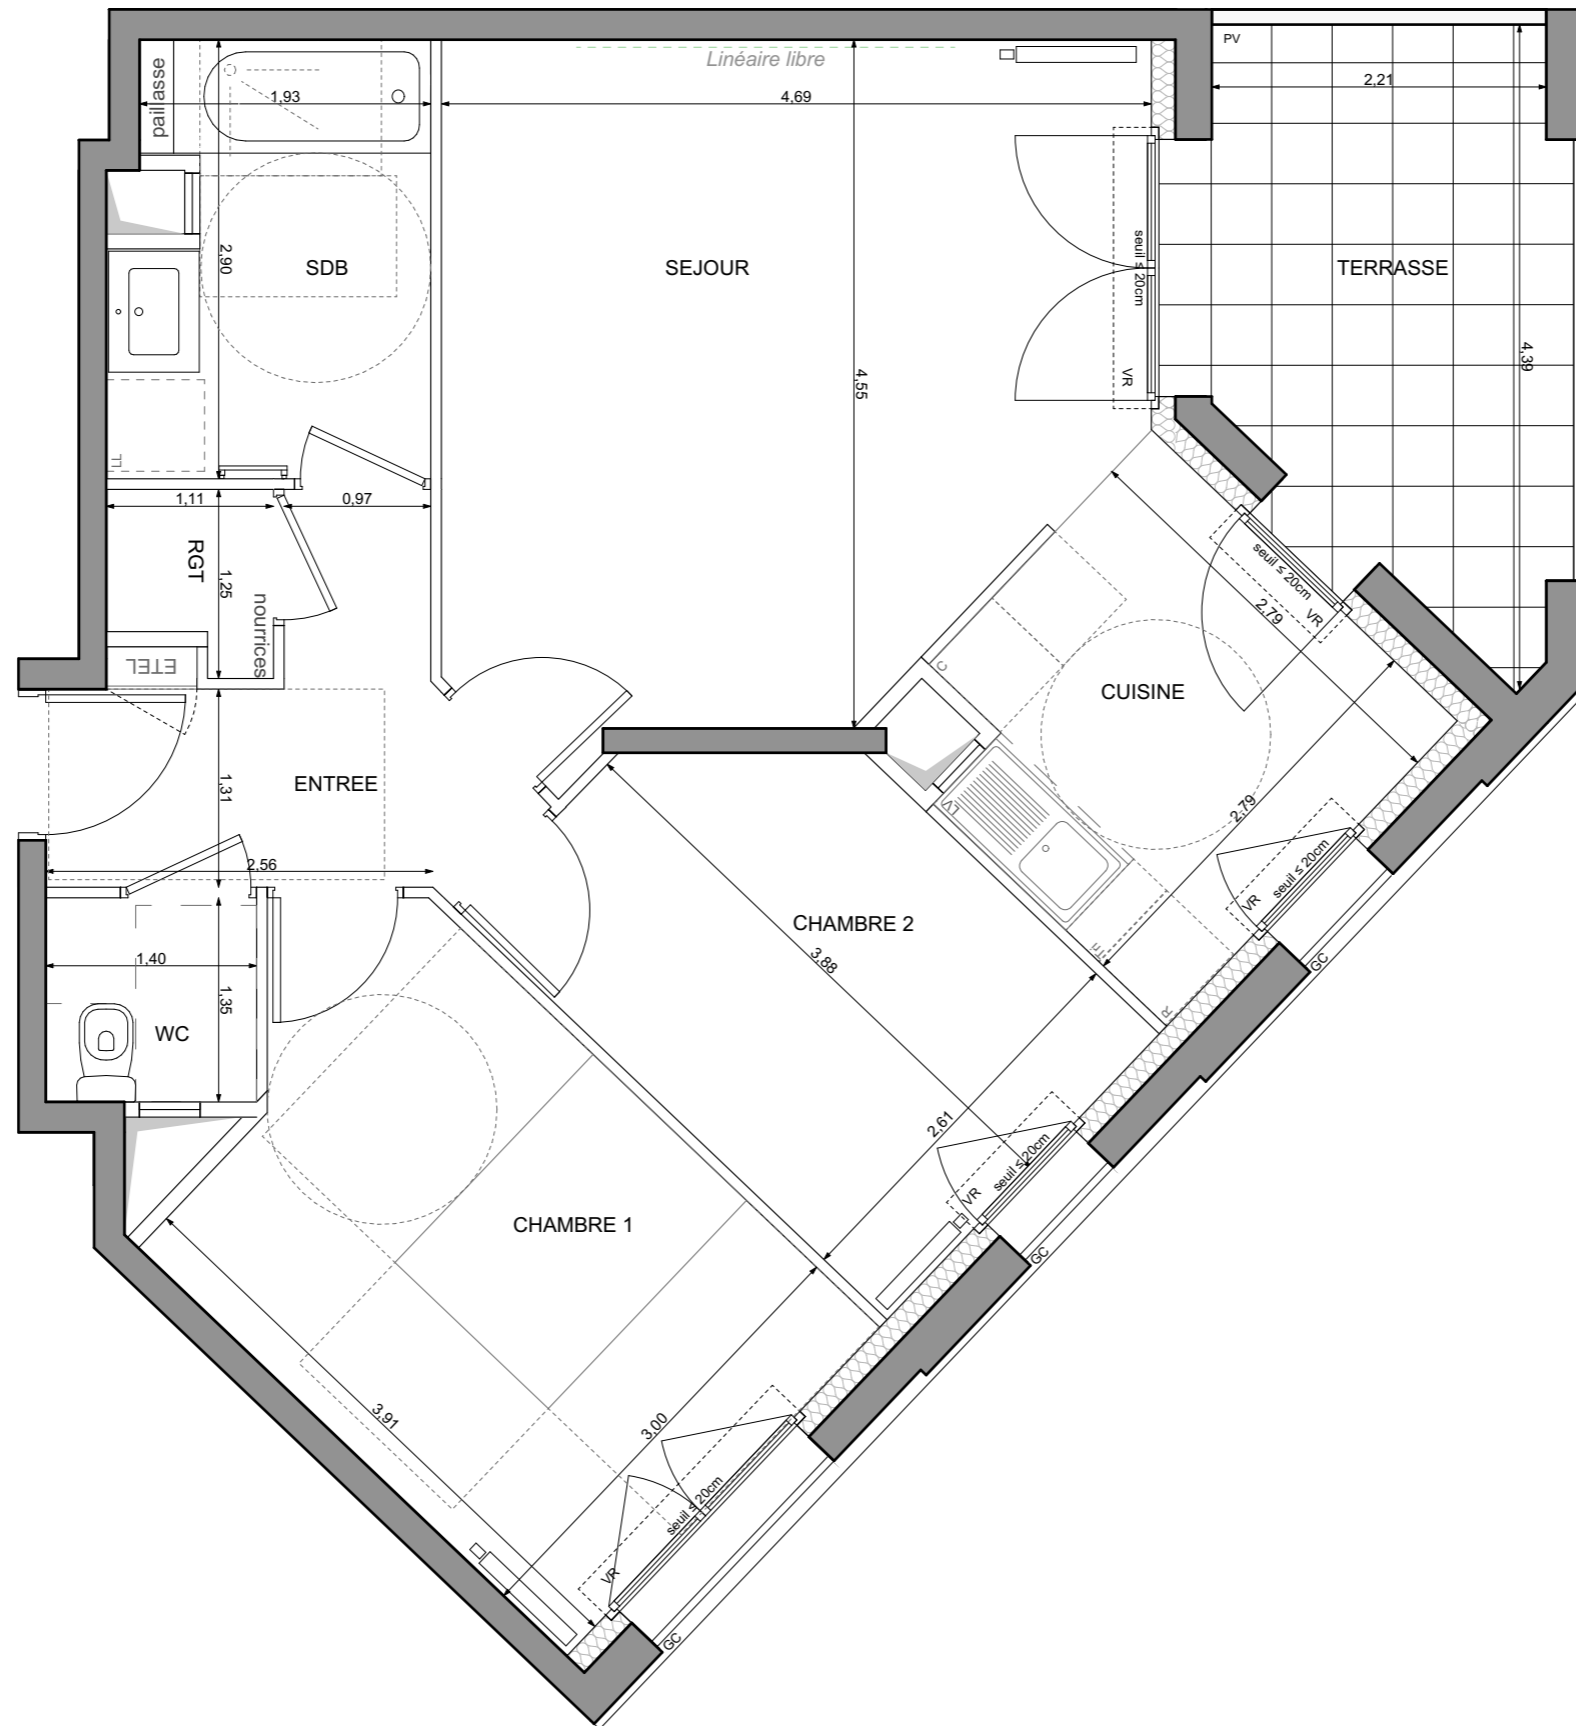 PV
Linéaire libre
paillasse
1,93
4,69
2,21
2,90
SDB
SEJOUR
seuil ≤ 20cm
TERRASSE
VR
4,55
4,39
LL
1,11
0,97
RGT
1,25
nourrices
ETEL
seuil ≤ 20cm
VR
2,79
C
CUISINE
1,31
ENTREE
LV
2,79
2,56
seuil ≤ 20cm
VR
CHAMBRE 2
3,88
GC
1,40
1,35
WC
R
2,61
seuil ≤ 20cm
VR
CHAMBRE 1
GC
3,91
3,00
seuil ≤ 20cm
VR
GC